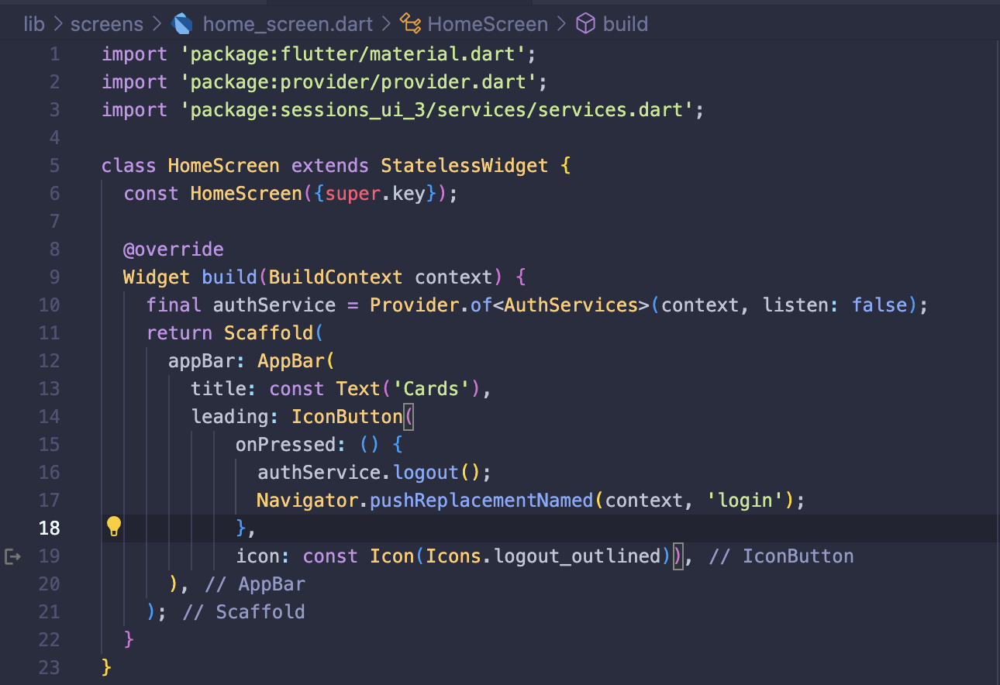 lib > screens > home_screen.dart > HomeScreen > build
1 import 'package:flutter/material.dart';
2 import 'package:provider/provider.dart';
3 import 'package:sessions_ui_3/services/services.dart';
4
5 class HomeScreen extends StatelessWidget {
6   const HomeScreen({super.key});
7
8   @override
9   Widget build(BuildContext context) {
10     final authService = Provider.of<AuthServices>(context, listen: false);
11     return Scaffold(
12       appBar: AppBar(
13         title: const Text('Cards'),
14         leading: IconButton(
15             onPressed: () {
16               authService.logout();
17               Navigator.pushReplacementNamed(context, 'login');
18             },
19             icon: const Icon(Icons.logout_outlined)), // IconButton
20       ), // AppBar
21     ); // Scaffold
22   }
23 }